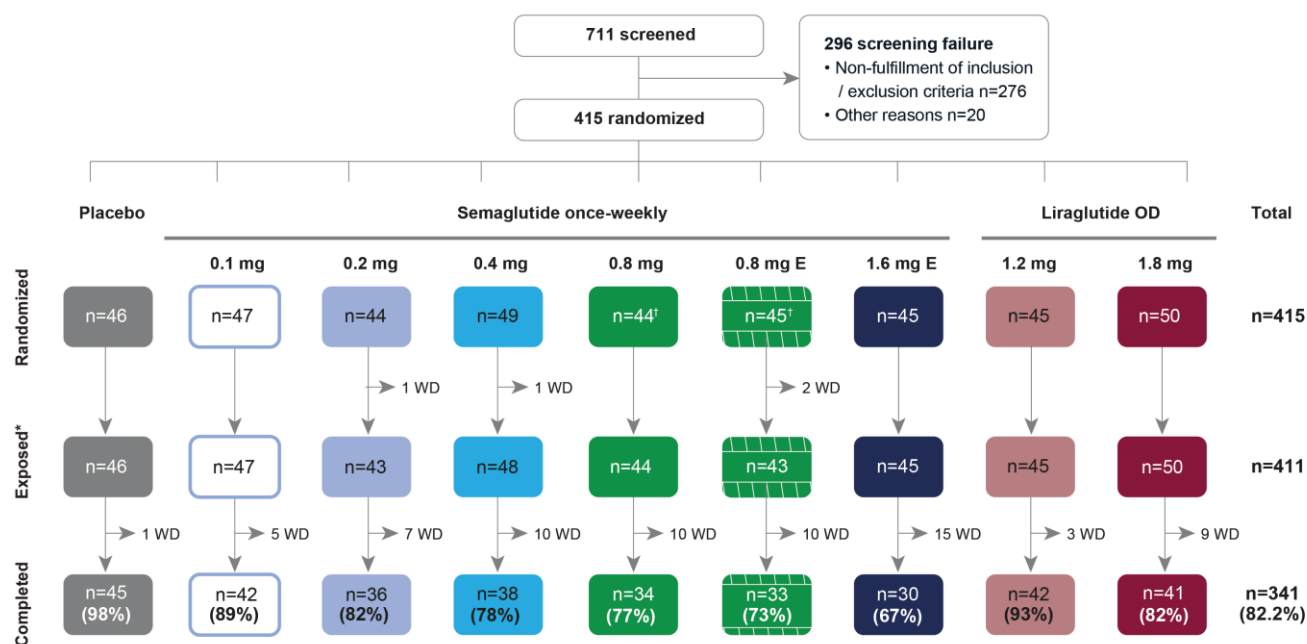 711 screened
296 screening failure
• Non-fulfillment of inclusion
/ exclusion criteria n=276
• Other reasons n=20
415 randomized
Placebo
Semaglutide once-weekly
Liraglutide OD
Total
0.1 mg
0.2 mg
0.4 mg
0.8 mg
0.8 mg E
1.6 mg E
1.2 mg
1.8 mg
Randomized
n=46
n=47
n=44
n=49
n=44†
n=45†
n=45
n=45
n=50
n=415
1 WD
1 WD
2 WD
Exposed*
n=46
n=47
n=43
n=48
n=44
n=43
n=45
n=45
n=50
n=411
1 WD
5 WD
7 WD
10 WD
10 WD
10 WD
15 WD
3 WD
9 WD
Completed
n=45
(98%)
n=42
(89%)
n=36
(82%)
n=38
(78%)
n=34
(77%)
n=33
(73%)
n=30
(67%)
n=42
(93%)
n=41
(82%)
n=341
(82.2%)